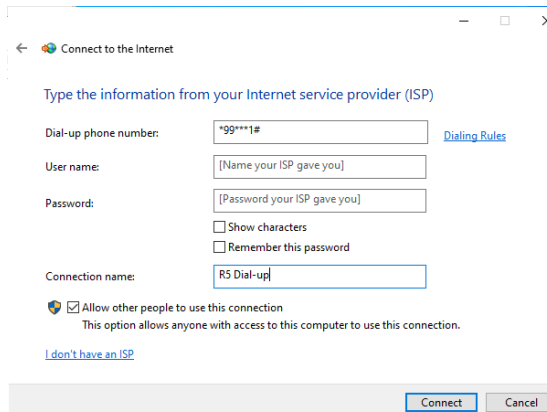 Connect to the Internet
Type the information from your Internet service provider (ISP)
Dial-up phone number: *99***1# Dialing Rules
User name: [Name your ISP gave you]
Password: [Password your ISP gave you]
Show characters
Remember this password
Connection name: R5 Dial-up
Allow other people to use this connection
This option allows anyone with access to this computer to use this connection.
I don't have an ISP
Connect Cancel